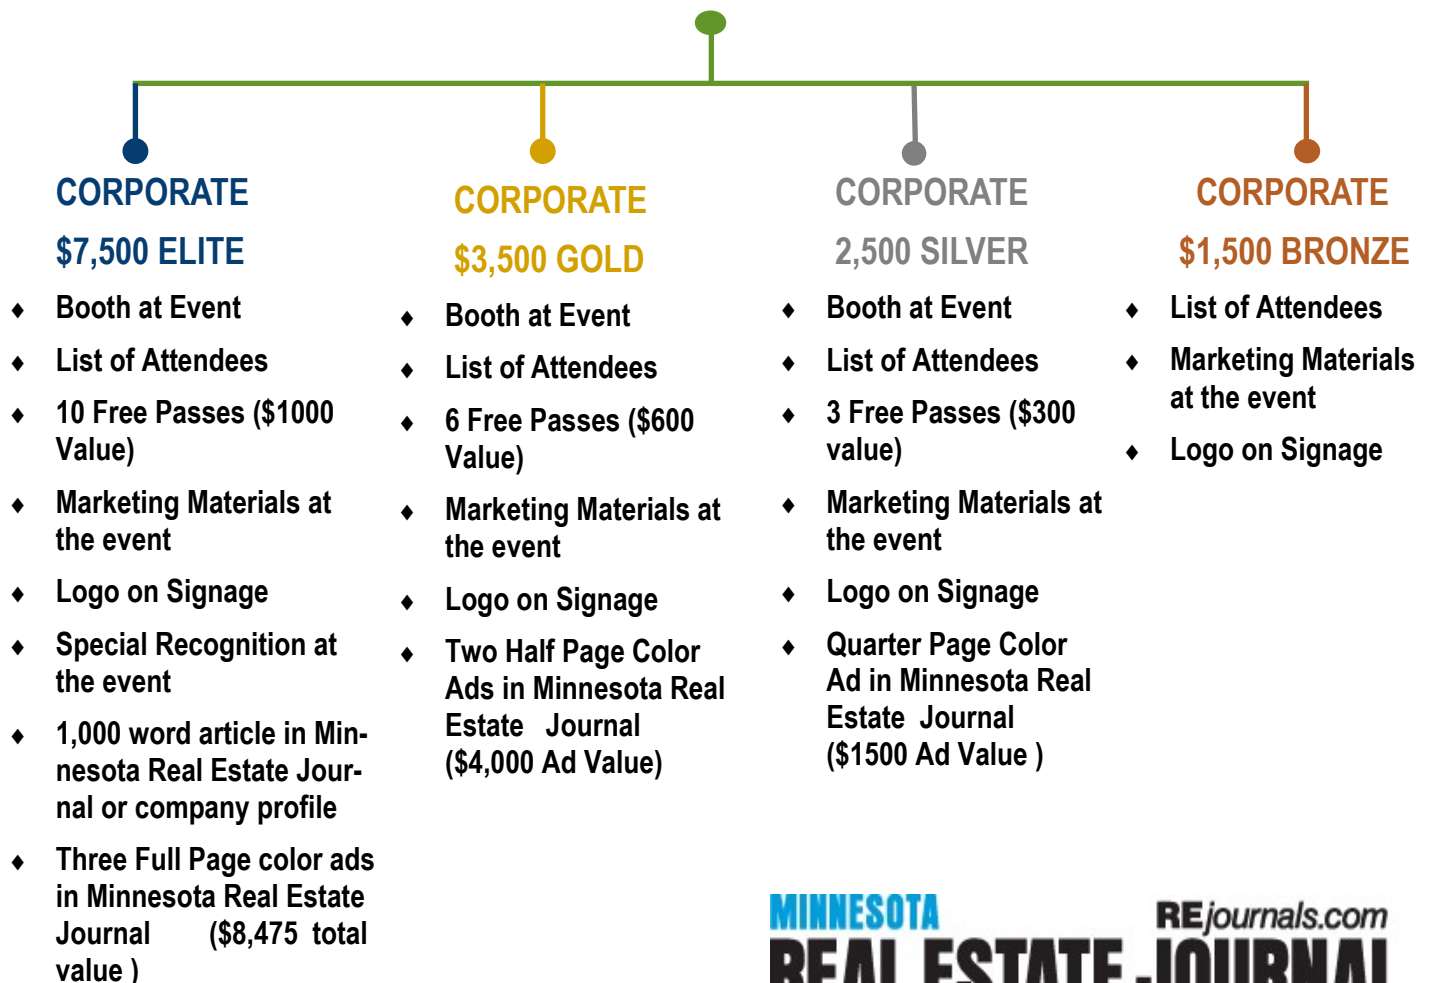 CORPORATE
$7,500 ELITE
♦ Booth at Event
♦ List of Attendees
♦ 10 Free Passes ($1000
Value)
♦ Marketing Materials at
the event
♦ Logo on Signage
♦ Special Recognition at
the event
♦ 1,000 word article in Min-
nesota Real Estate Jour-
nal or company profile
♦ Three Full Page color ads
in Minnesota Real Estate
Journal ($8,475 total
value )
CORPORATE
$3,500 GOLD
♦ Booth at Event
♦ List of Attendees
♦ 6 Free Passes ($600
Value)
♦ Marketing Materials at
the event
♦ Logo on Signage
♦ Two Half Page Color
Ads in Minnesota Real
Estate Journal
($4,000 Ad Value)
CORPORATE
2,500 SILVER
♦ Booth at Event
♦ List of Attendees
♦ 3 Free Passes ($300
value)
♦ Marketing Materials at
the event
♦ Logo on Signage
♦ Quarter Page Color
Ad in Minnesota Real
Estate Journal
($1500 Ad Value )
CORPORATE
$1,500 BRONZE
♦ List of Attendees
♦ Marketing Materials
at the event
♦ Logo on Signage
MINNESOTA
REjournals.com
REAL ESTATE JOURNAL